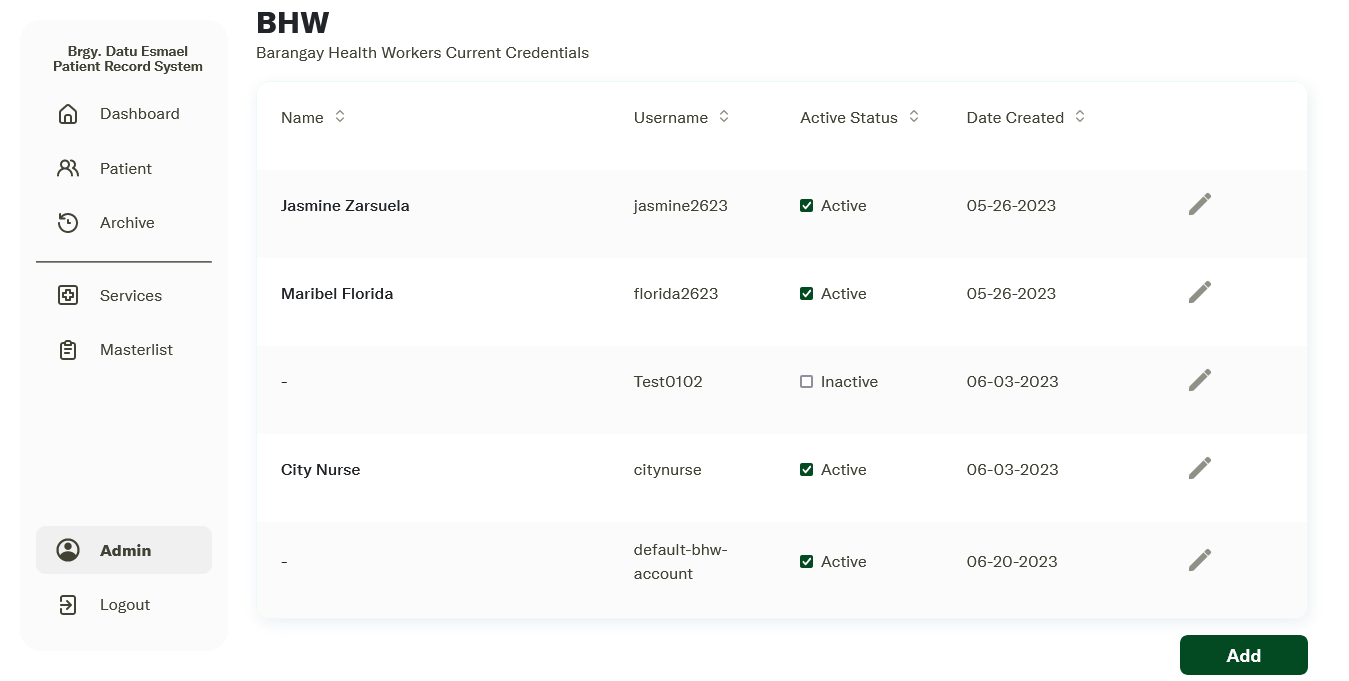 Brgy. Datu Esmael
Patient Record System
Dashboard
Patient
Archive
Services
Masterlist
Admin
Logout
BHW
Barangay Health Workers Current Credentials
Name Username Active Status Date Created
Jasmine Zarsuela jasmine2623 Active 05-26-2023
Maribel Florida florida2623 Active 05-26-2023
- Test0102 Inactive 06-03-2023
City Nurse citynurse Active 06-03-2023
- default-bhw- Active 06-20-2023
account
Add